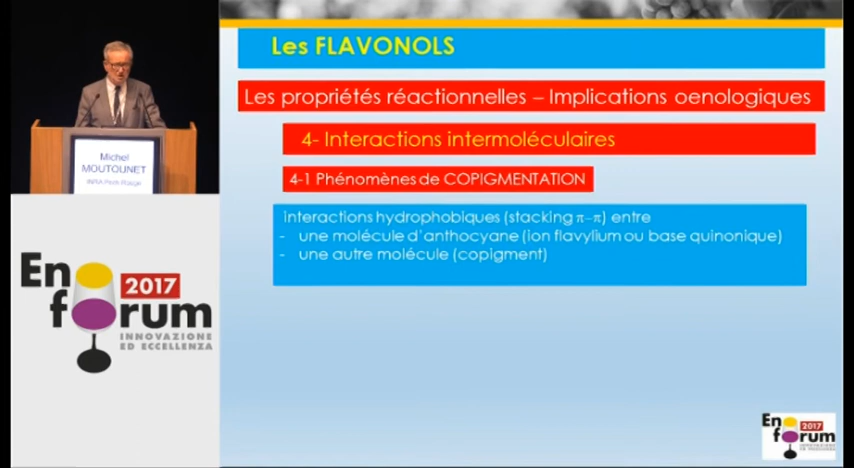 Les FLAVONOLS
Les propriétés réactionnelles – Implications oenologiques
4- Interactions intermoléculaires
4-1 Phénomènes de COPIGMENTATION
interactions hydrophobiques (stacking π–π) entre
- une molécule d'anthocyane (ion flavylium ou base quinonique)
- une autre molécule (copigment)
Michel
MOUTOUNET
En
2017
forum
INNOVAZIONE
ED ECCELLENZA
En
2017
forum